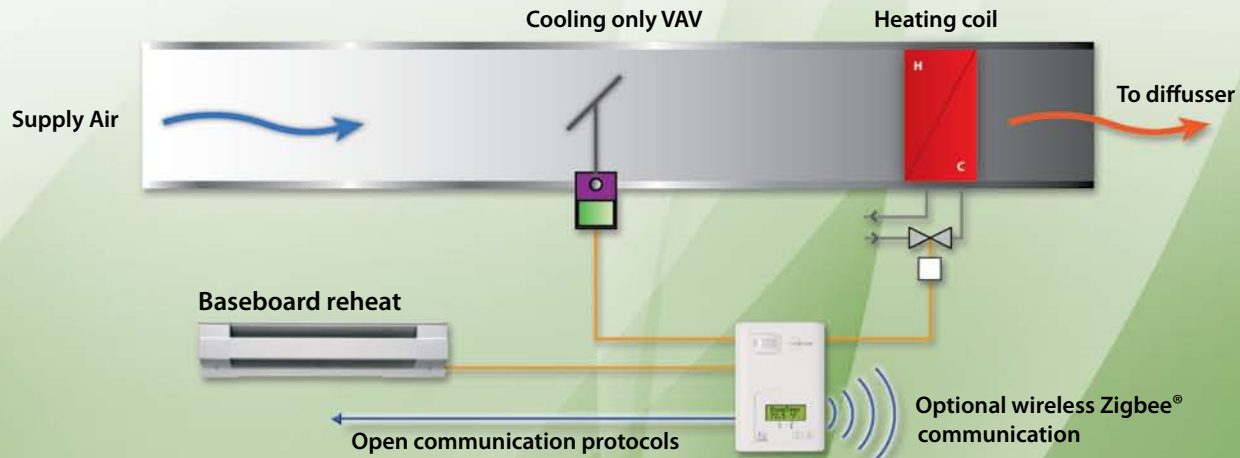 Cooling only VAV
Heating coil
H
C
Supply Air
To diffusser
Baseboard reheat
Open communication protocols
Optional wireless Zigbee®
communication